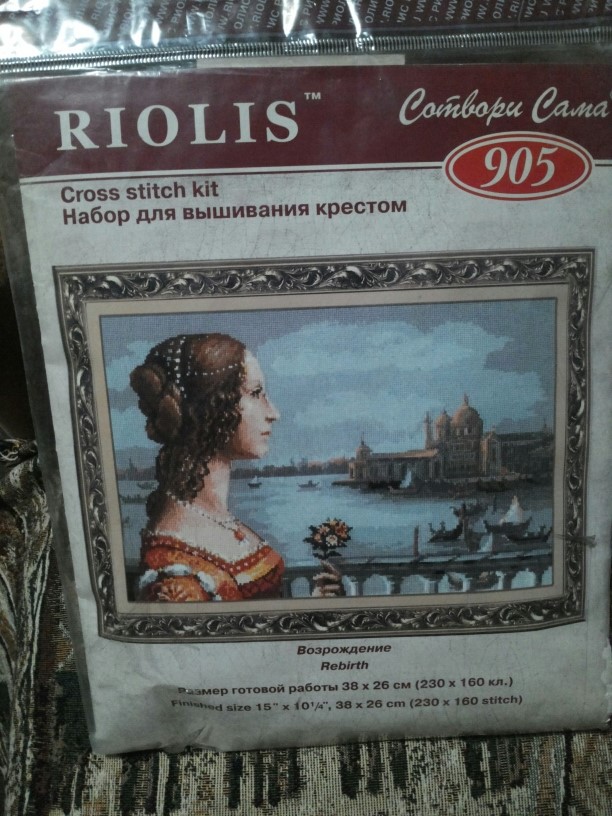 RIOLIS™
Сотвори Сама
905
Cross stitch kit
Набор для вышивания крестом
Возрождение
Rebirth
Размер готовой работы 38 x 26 см (230 x 160 кл.)
Finished size 15" x 10¼", 38 x 26 cm (230 x 160 stitch)